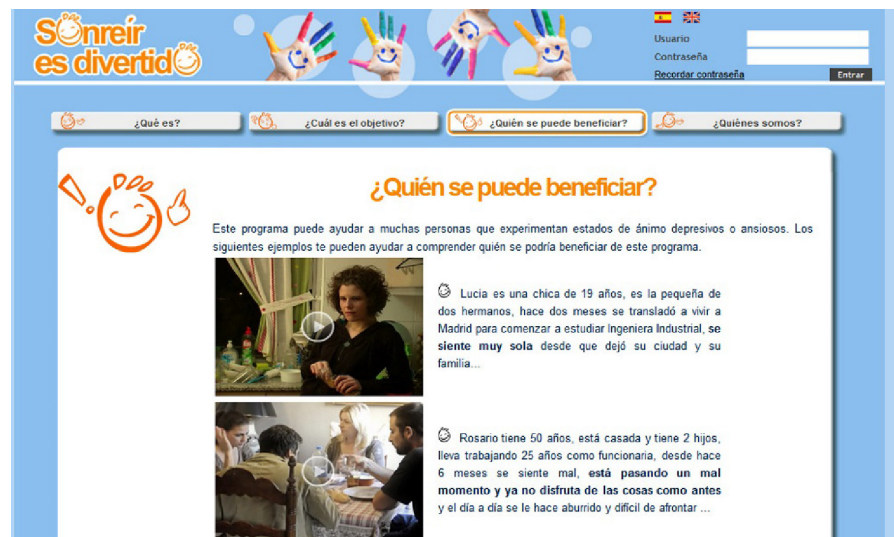 Sonreír
es divertido
Usuario
Contraseña
Recordar contraseña
Entrar
¿Qué es?
¿Cuál es el objetivo?
¿Quién se puede beneficiar?
¿Quiénes somos?
¿Quién se puede beneficiar?
Este programa puede ayudar a muchas personas que experimentan estados de ánimo depresivos o ansiosos. Los
siguientes ejemplos te pueden ayudar a comprender quién se podría beneficiar de este programa.
Lucia es una chica de 19 años, es la pequeña de
dos hermanos, hace dos meses se transladó a vivir a
Madrid para comenzar a estudiar Ingeniera Industrial, se
siente muy sola desde que dejó su ciudad y su
familia...
Rosario tiene 50 años, está casada y tiene 2 hijos,
lleva trabajando 25 años como funcionaria, desde hace
6 meses se siente mal, está pasando un mal
momento y ya no disfruta de las cosas como antes
y el día a día se le hace aburrido y difícil de afrontar ...